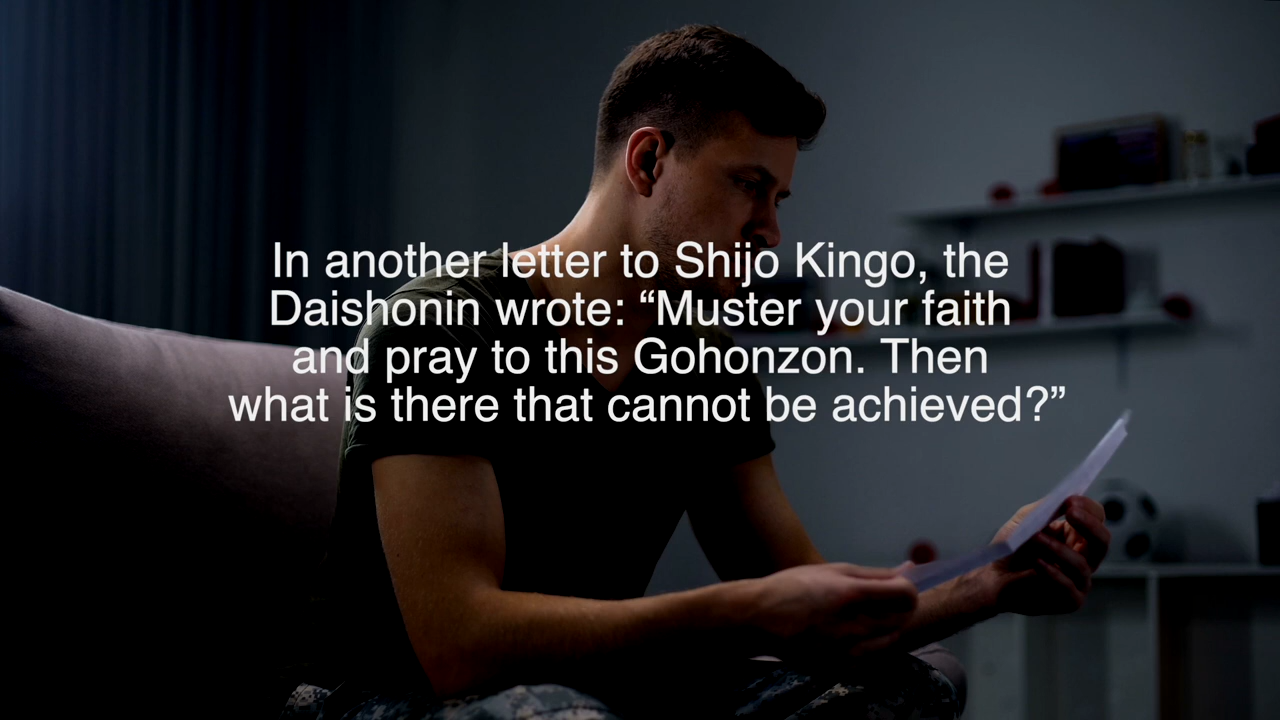 In another letter to Shijo Kingo, the
Daishonin wrote: “Muster your faith
and pray to this Gohonzon. Then
what is there that cannot be achieved?”